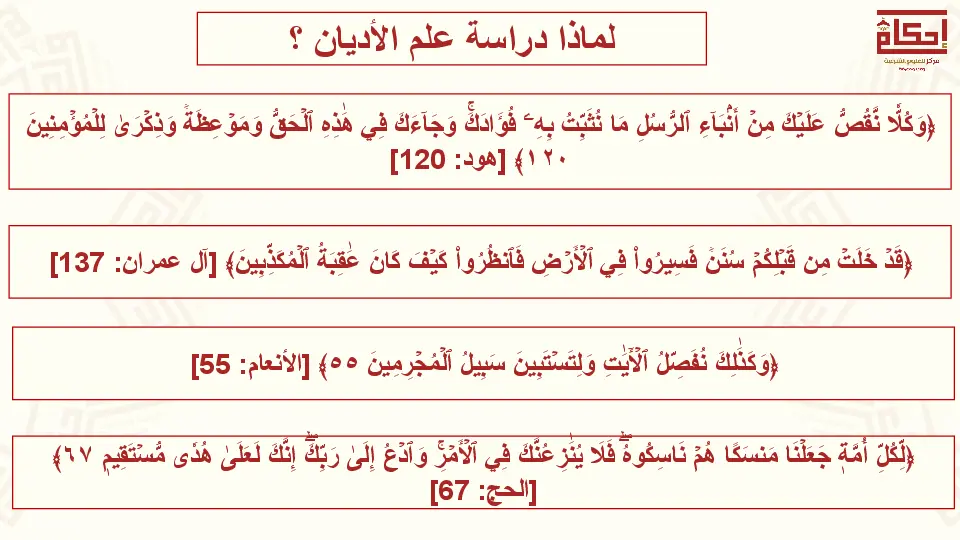 لماذا دراسة علم الأديان ؟
إحكام
مركز للعلوم الشرعية
﴿وَكُلّٗا نَّقُصُّ عَلَيۡكَ مِنۡ أَنۢبَآءِ ٱلرُّسُلِ مَا نُثَبِّتُ بِهِۦ فُؤَادَكَۚ وَجَآءَكَ فِي هَٰذِهِ ٱلۡحَقُّ وَمَوۡعِظَةٞ وَذِكۡرَىٰ لِلۡمُؤۡمِنِينَ
١٢٠﴾ [هود: 120]
﴿قَدۡ خَلَتۡ مِن قَبۡلِكُمۡ سُنَنٞ فَسِيرُواْ فِي ٱلۡأَرۡضِ فَٱنظُرُواْ كَيۡفَ كَانَ عَٰقِبَةُ ٱلۡمُكَذِّبِينَ﴾ [آل عمران: 137]
﴿وَكَذَٰلِكَ نُفَصِّلُ ٱلۡأٓيَٰتِ وَلِتَسۡتَبِينَ سَبِيلُ ٱلۡمُجۡرِمِينَ ٥٥﴾ [الأنعام: 55]
﴿لِّكُلِّ أُمَّةٖ جَعَلۡنَا مَنسَكًا هُمۡ نَاسِكُوهُۖ فَلَا يُنَٰزِعُنَّكَ فِي ٱلۡأَمۡرِۚ وَٱدۡعُ إِلَىٰ رَبِّكَۖ إِنَّكَ لَعَلَىٰ هُدٗى مُّسۡتَقِيمٖ ٦٧﴾
[الحج: 67]